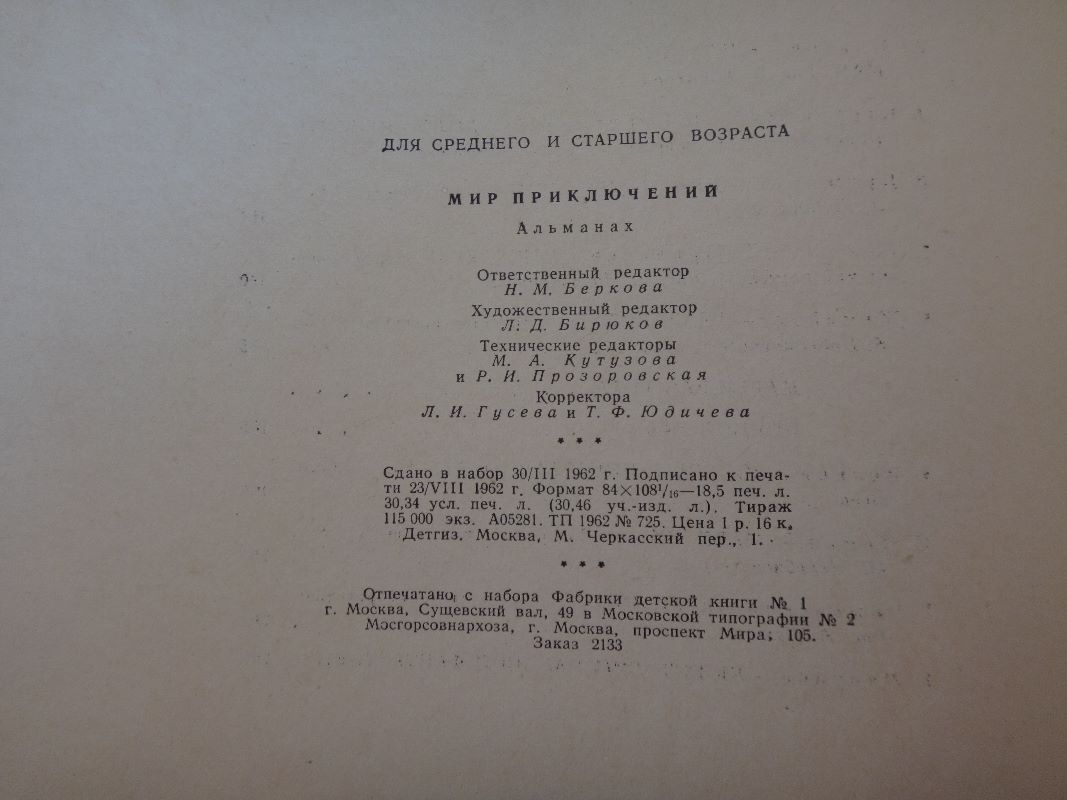 ДЛЯ СРЕДНЕГО И СТАРШЕГО ВОЗРАСТА
МИР ПРИКЛЮЧЕНИЙ
Альманах
Ответственный редактор
Н. М. Беркова
Художественный редактор
Л. Д. Бирюков
Технические редакторы
М. А. Кутузова
и Р. И. Прозоровская
Корректора
Л. И. Гусева и Т. Ф. Юдичева
* * *
Сдано в набор 30/III 1962 г. Подписано к печа-
ти 23/VIII 1962 г. Формат 84×108¹/₁₆—18,5 печ. л.
30,34 усл. печ. л. (30,46 уч.-изд. л.). Тираж
115 000 экз. А05281. ТП 1962 № 725. Цена 1 р. 16 к.
Детгиз. Москва, М. Черкасский пер., 1.
* * *
Отпечатано с набора Фабрики детской книги № 1
г. Москва, Сущевский вал, 49 в Московской типографии № 2
Мосгорсовнархоза, г. Москва, проспект Мира, 105.
Заказ 2133